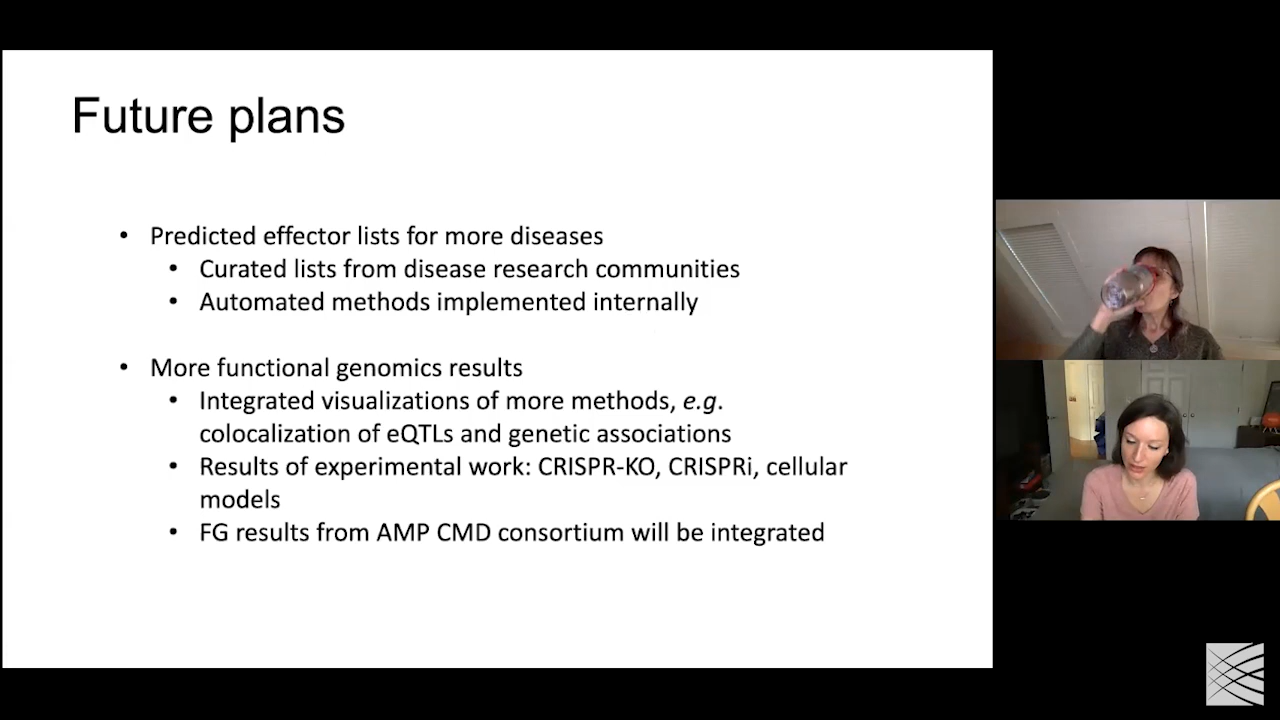 Future plans
• Predicted effector lists for more diseases
• Curated lists from disease research communities
• Automated methods implemented internally
• More functional genomics results
• Integrated visualizations of more methods, e.g.
colocalization of eQTLs and genetic associations
• Results of experimental work: CRISPR-KO, CRISPRi, cellular
models
• FG results from AMP CMD consortium will be integrated